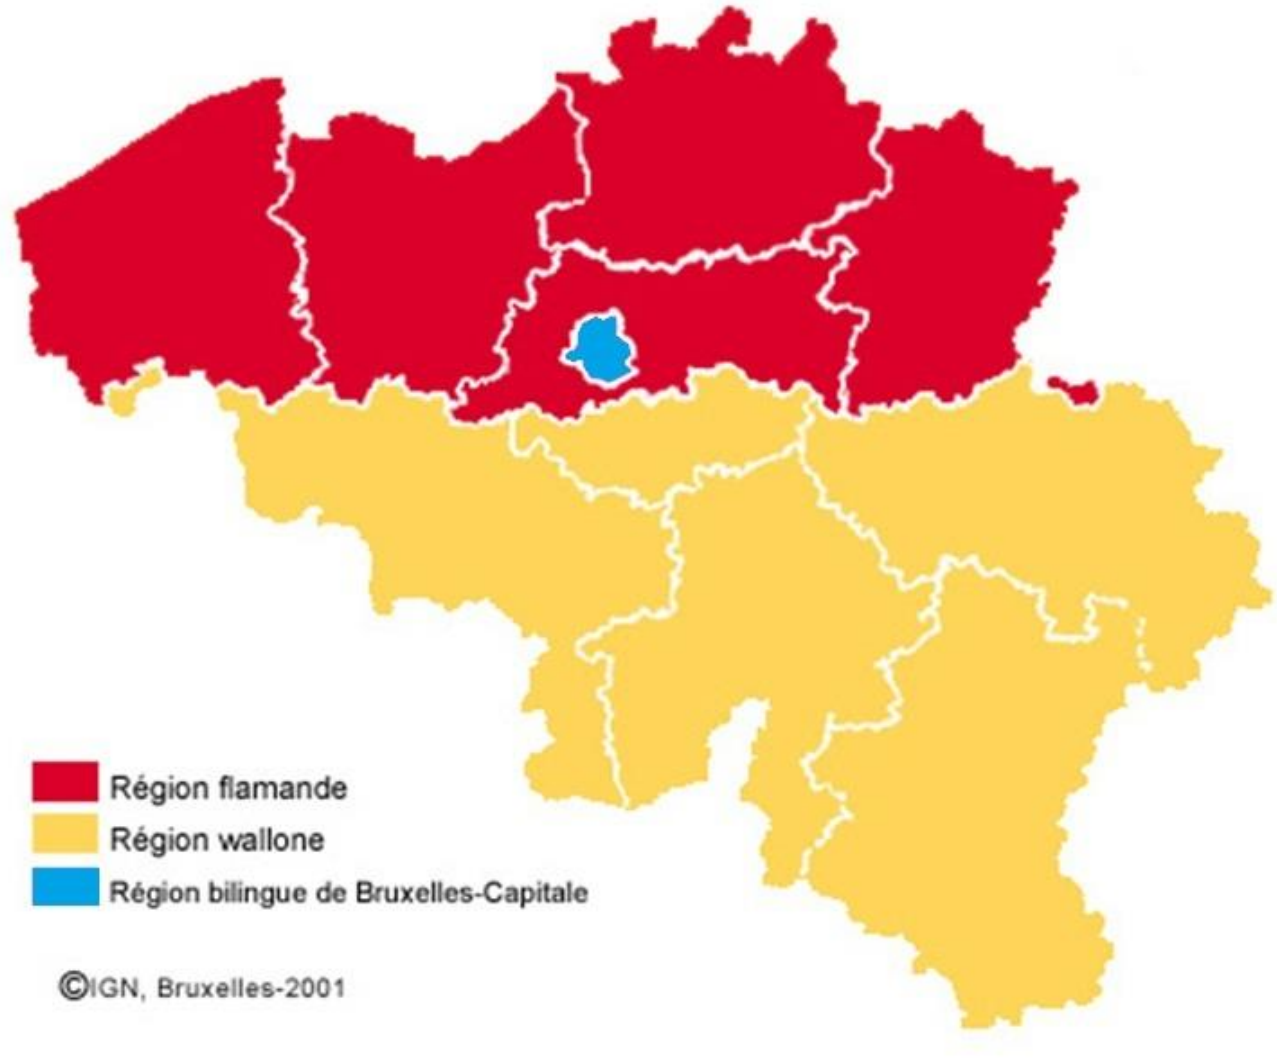 Région flamande
Région wallone
Région bilingue de Bruxelles-Capitale
©IGN, Bruxelles-2001